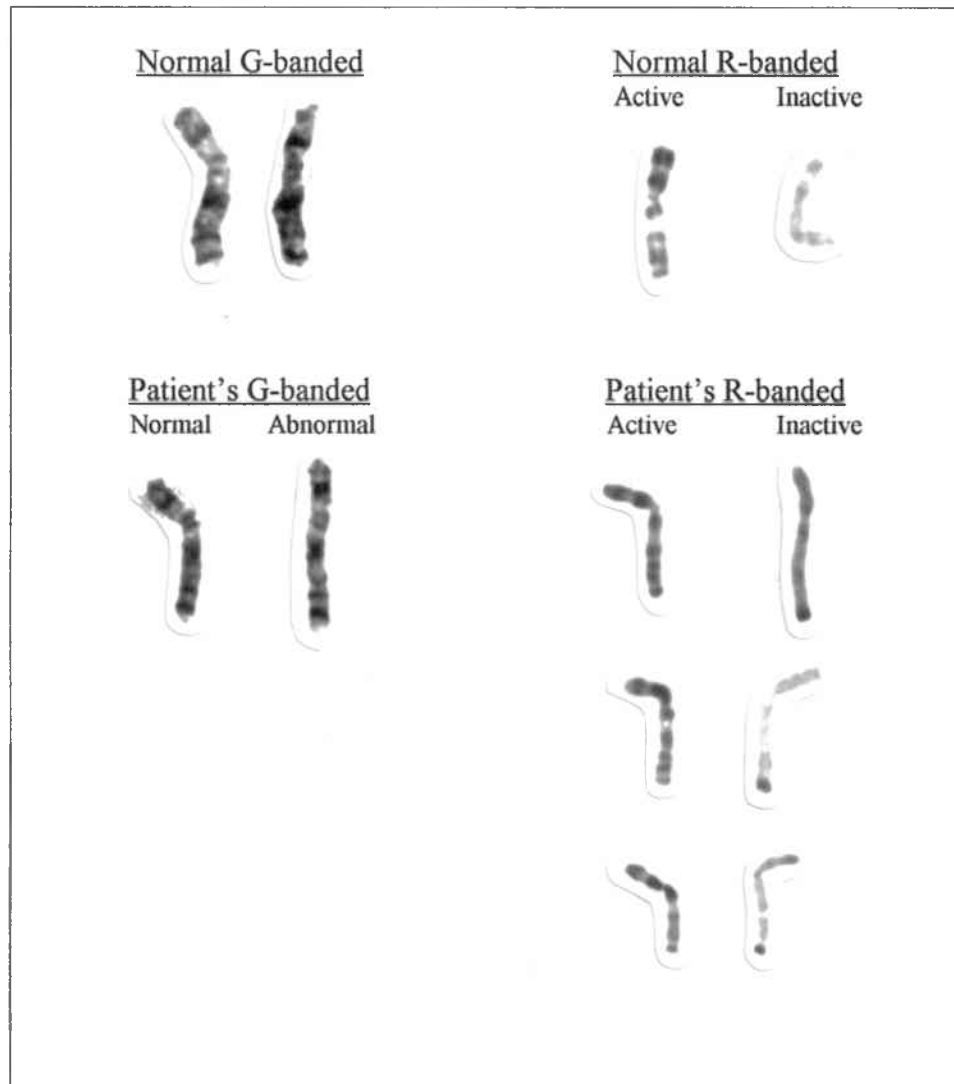 Normal G-banded
Normal R-banded
Active Inactive
Patient's G-banded
Normal Abnormal
Patient's R-banded
Active Inactive